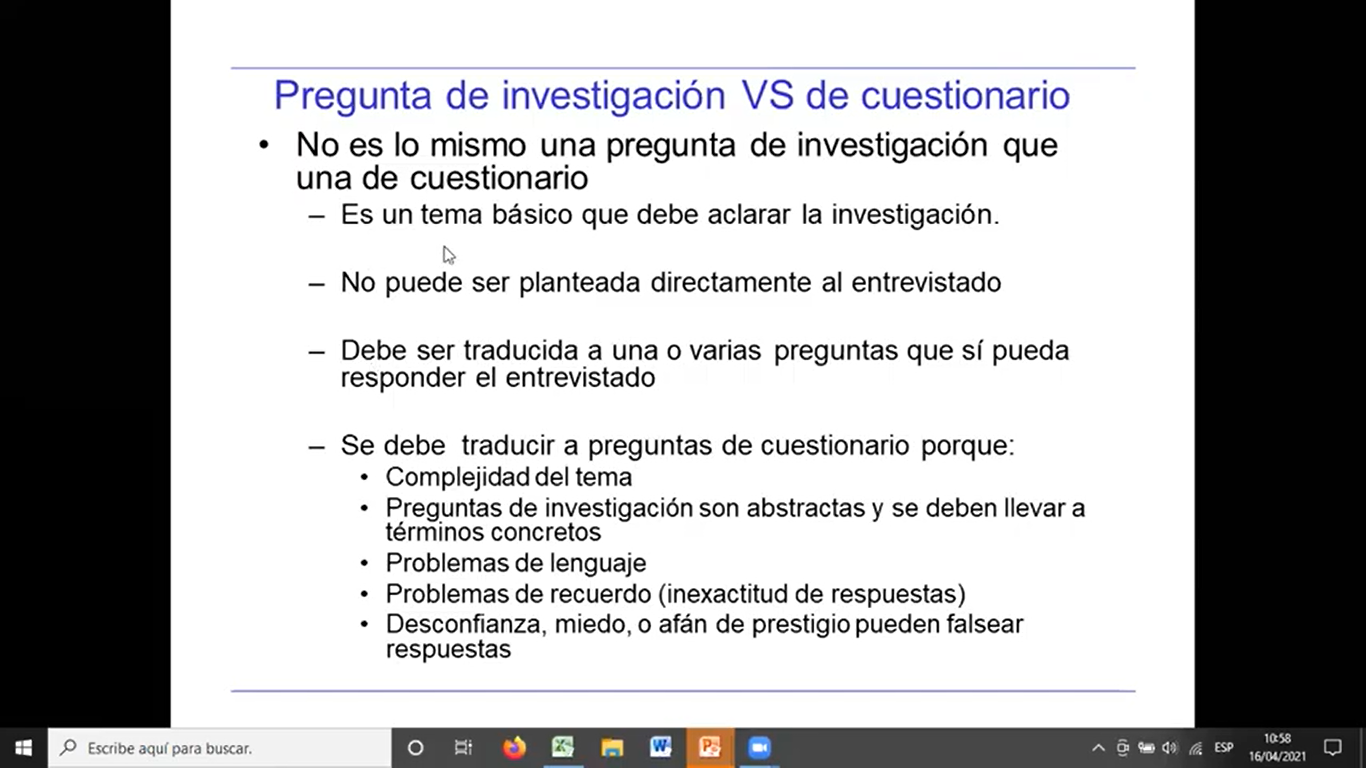 Pregunta de investigación VS de cuestionario
• No es lo mismo una pregunta de investigación que
una de cuestionario
– Es un tema básico que debe aclarar la investigación.
– No puede ser planteada directamente al entrevistado
– Debe ser traducida a una o varias preguntas que sí pueda
responder el entrevistado
– Se debe traducir a preguntas de cuestionario porque:
• Complejidad del tema
• Preguntas de investigación son abstractas y se deben llevar a
términos concretos
• Problemas de lenguaje
• Problemas de recuerdo (inexactitud de respuestas)
• Desconfianza, miedo, o afán de prestigio pueden falsear
respuestas
Escribe aquí para buscar.
ESP
10:58
16/04/2021